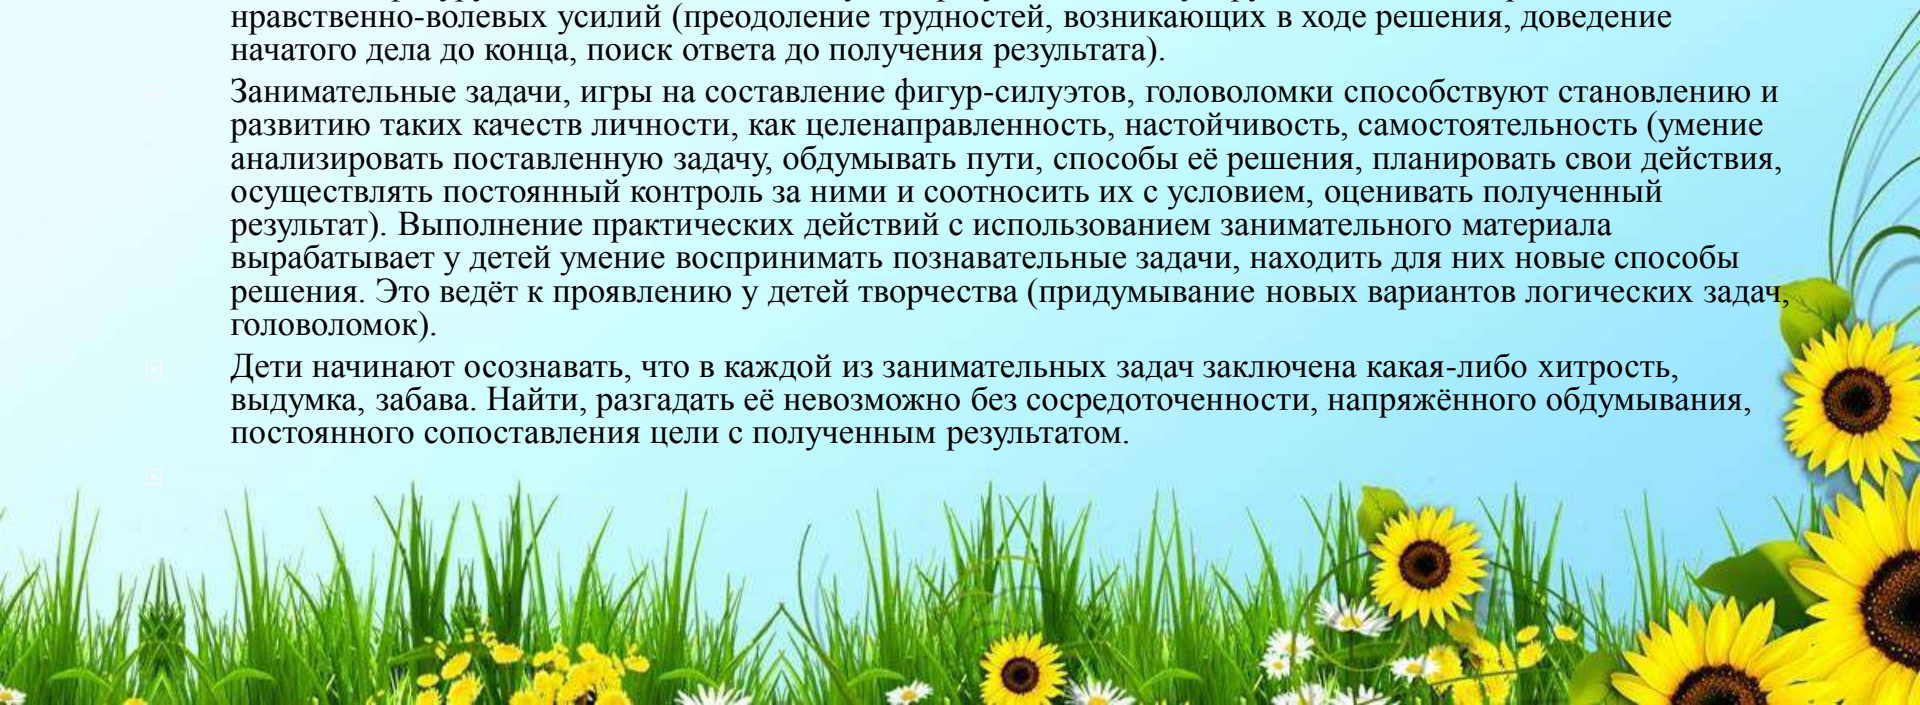 нравственно-волевых усилий (преодоление трудностей, возникающих в ходе решения, доведение
начатого дела до конца, поиск ответа до получения результата).
Занимательные задачи, игры на составление фигур-силуэтов, головоломки способствуют становлению и
развитию таких качеств личности, как целенаправленность, настойчивость, самостоятельность (умение
анализировать поставленную задачу, обдумывать пути, способы её решения, планировать свои действия,
осуществлять постоянный контроль за ними и соотносить их с условием, оценивать полученный
результат). Выполнение практических действий с использованием занимательного материала
вырабатывает у детей умение воспринимать познавательные задачи, находить для них новые способы
решения. Это ведёт к проявлению у детей творчества (придумывание новых вариантов логических задач,
головоломок).
Дети начинают осознавать, что в каждой из занимательных задач заключена какая-либо хитрость,
выдумка, забава. Найти, разгадать её невозможно без сосредоточенности, напряжённого обдумывания,
постоянного сопоставления цели с полученным результатом.